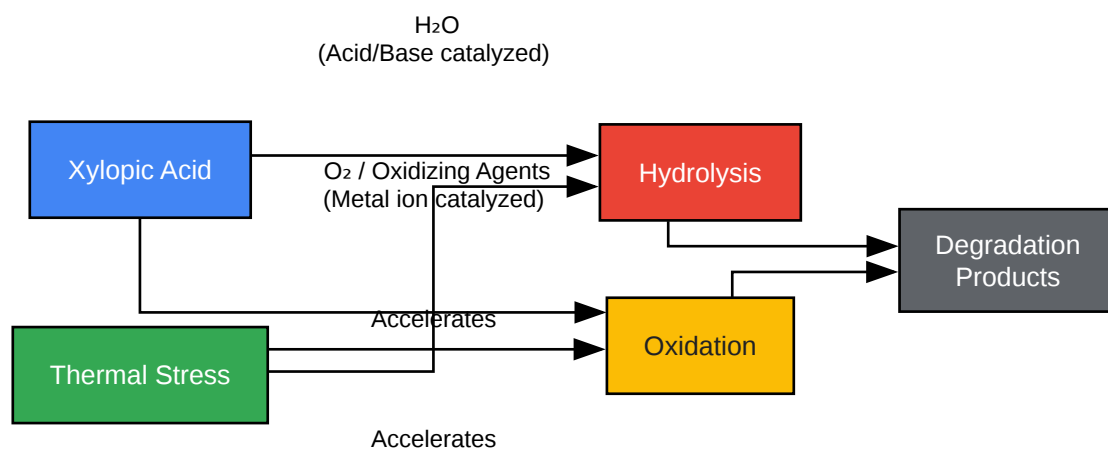 H₂O
(Acid/Base catalyzed)
Xylopic Acid
O₂ / Oxidizing Agents
(Metal ion catalyzed)
Hydrolysis
Degradation
Products
Accelerates
Oxidation
Thermal Stress
Accelerates